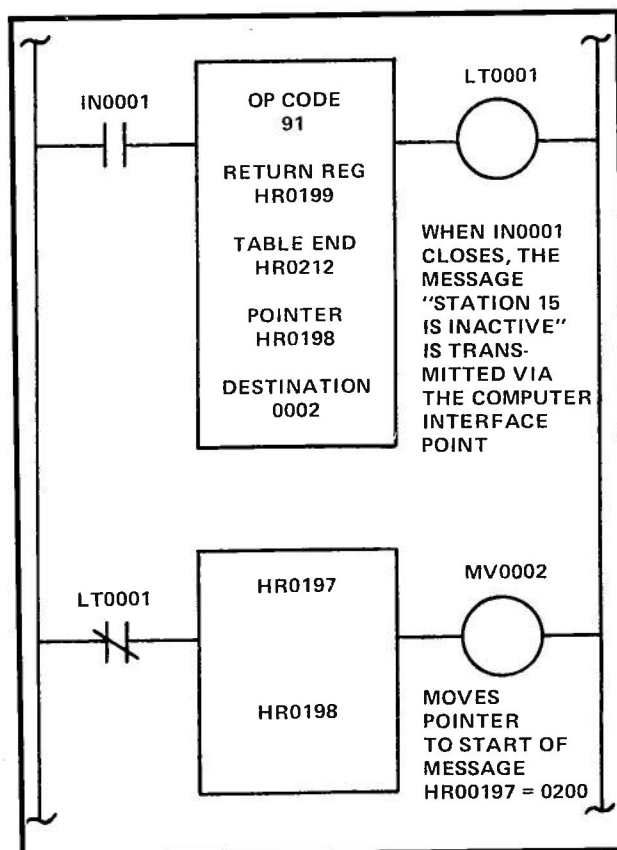 IN0001
OP CODE
91
RETURN REG
HR0199
TABLE END
HR0212
POINTER
HR0198
DESTINATION
0002
LT0001
WHEN IN0001
CLOSES, THE
MESSAGE
"STATION 15
IS INACTIVE"
IS TRANS-
MITTED VIA
THE COMPUTER
INTERFACE
POINT
LT0001
HR0197
HR0198
MV0002
MOVES
POINTER
TO START OF
MESSAGE
HR00197 = 0200